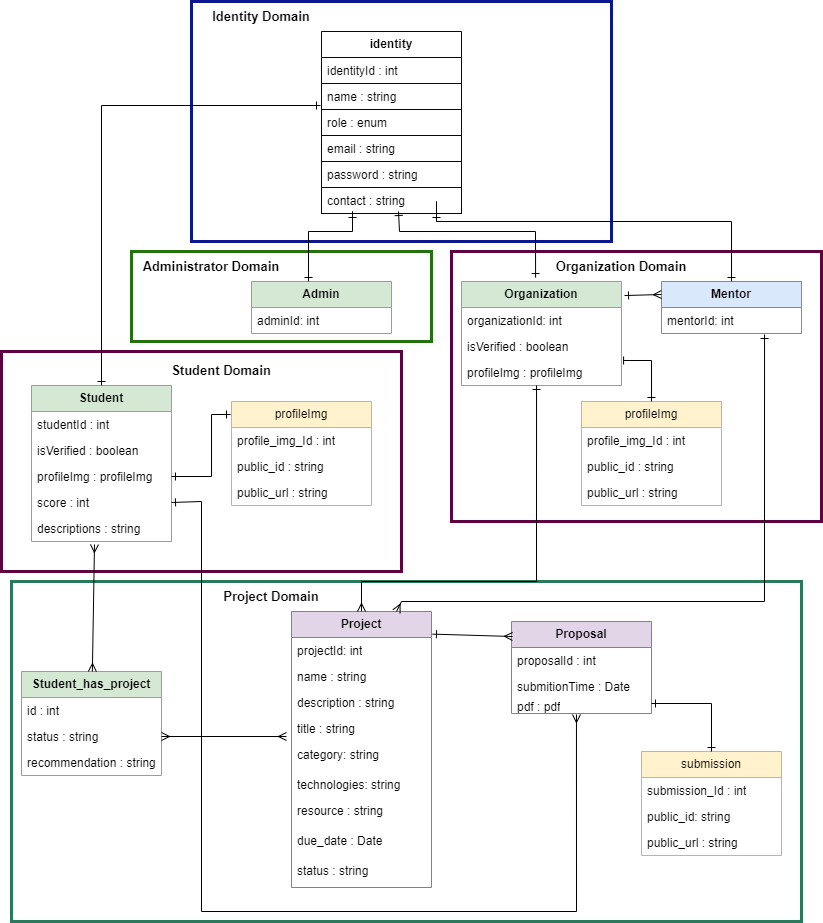 Identity Domain
identity
identityId : int
name : string
role : enum
email : string
password : string
contact : string
Administrator Domain
Admin
adminId: int
Organization Domain
Organization
organizationId: int
isVerified : boolean
profileImg : profileImg
Mentor
mentorId: int
profileImg
profile_img_Id : int
public_id : string
public_url : string
Student Domain
Student
studentId : int
isVerified : boolean
profileImg : profileImg
score : int
descriptions : string
profileImg
profile_img_Id : int
public_id : string
public_url : string
Project Domain
Student_has_project
id : int
status : string
recommendation : string
Project
projectId: int
name : string
description : string
title : string
category: string
technologies: string
resource : string
due_date : Date
status : string
Proposal
proposalId : int
submitionTime : Date
pdf : pdf
submission
submission_Id : int
public_id: string
public_url : string